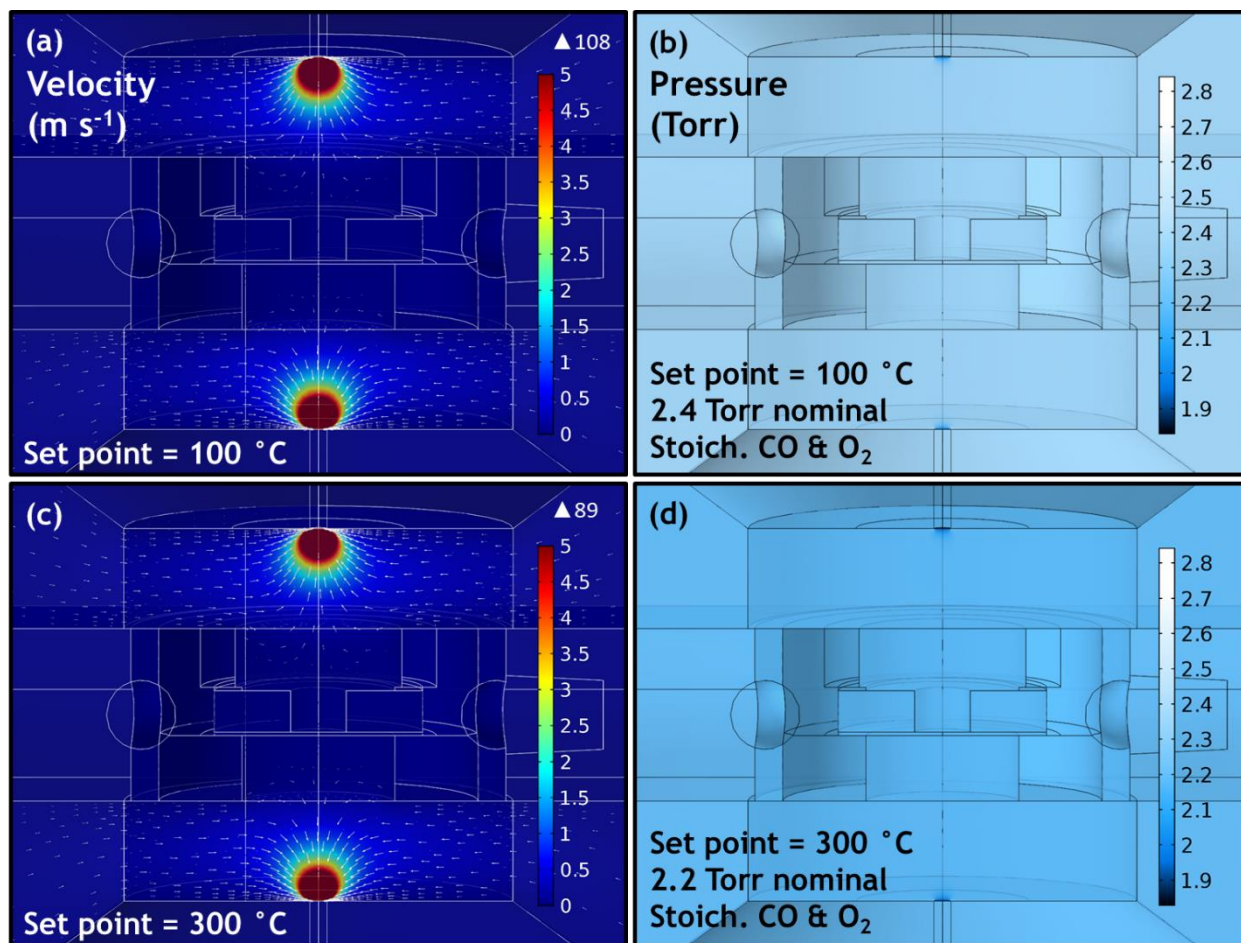 (a)
Velocity
(m s⁻¹)
▲108
5
4.5
4
3.5
3
2.5
2
1.5
1
0.5
0
Set point = 100 °C
(b)
Pressure
(Torr)
2.8
2.7
2.6
2.5
2.4
2.3
2.2
2.1
2
1.9
Set point = 100 °C
2.4 Torr nominal
Stoich. CO & O₂
(c)
▲89
5
4.5
4
3.5
3
2.5
2
1.5
1
0.5
0
Set point = 300 °C
(d)
2.8
2.7
2.6
2.5
2.4
2.3
2.2
2.1
2
1.9
Set point = 300 °C
2.2 Torr nominal
Stoich. CO & O₂